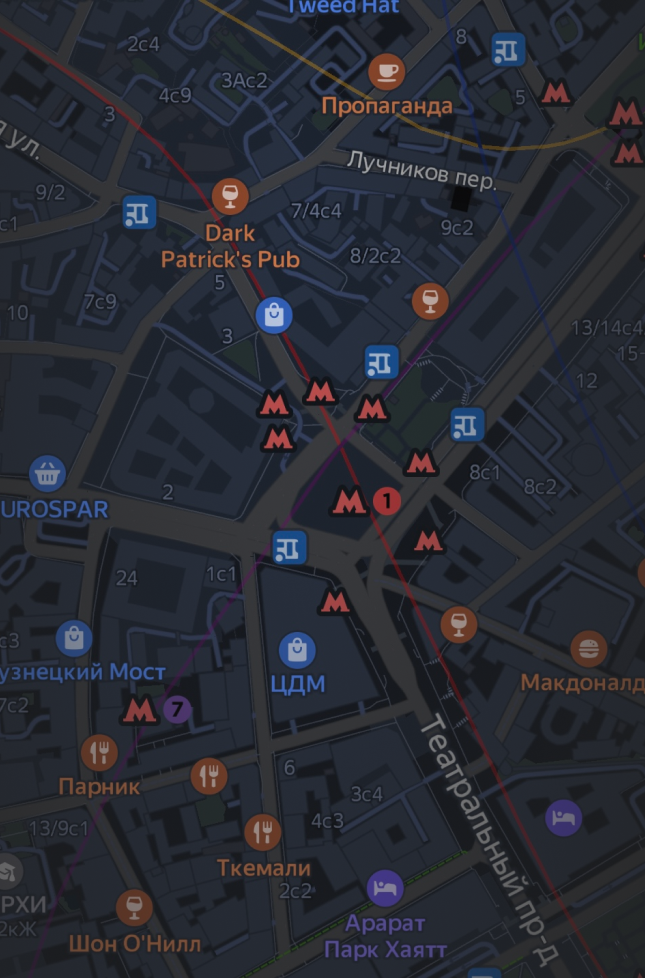 Tweed Hat
2с4
8
3Ас2
4с9
5
Пропаганда
3
я ул.
Лучников пер.
9/2
7/4с4
с1
9с2
Dark
Patrick's Pub
8/2с2
5
7с9
10
3
13/14с4
15-
12
8с1
8с2
2
1
UROSPAR
24
1с1
с3
узнецкий Мост
ЦДМ
Макдоналд
7с2
7
Театральный пр-д
6
Парник
3с4
4с3
13/9с1
Ткемали
2с2
РХИ
2кЖ
Арарат
Парк Хаятт
Шон О'Нилл